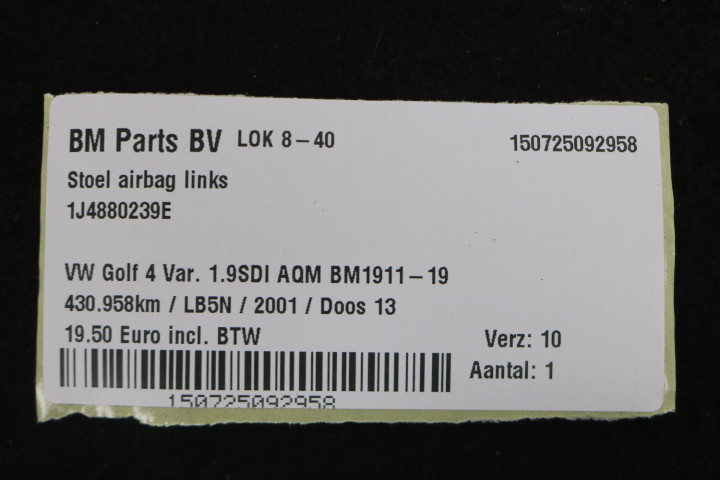 BM Parts BV LOK 8-40 150725092958
Stoel airbag links
1J4880239E
VW Golf 4 Var. 1.9SDI AQM BM1911-19
430.958km / LB5N / 2001 / Doos 13
19.50 Euro incl. BTW Verz: 10
Aantal: 1
150725092958